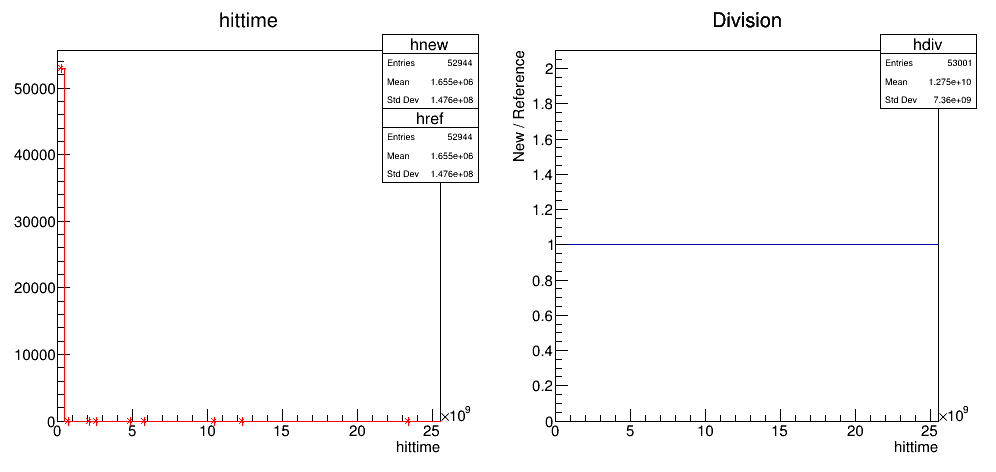 hittime
hnew
Entries 52944
Mean 1.655e+06
Std Dev 1.476e+08
href
Entries 52944
Mean 1.655e+06
Std Dev 1.476e+08
50000
40000
30000
20000
10000
0
0 5 10 15 20 25
×10⁹
hittime
Division
hdiv
Entries 53001
Mean 1.275e+10
Std Dev 7.36e+09
New / Reference
2
1.8
1.6
1.4
1.2
1
0.8
0.6
0.4
0.2
0
0 5 10 15 20 25
×10⁹
hittime